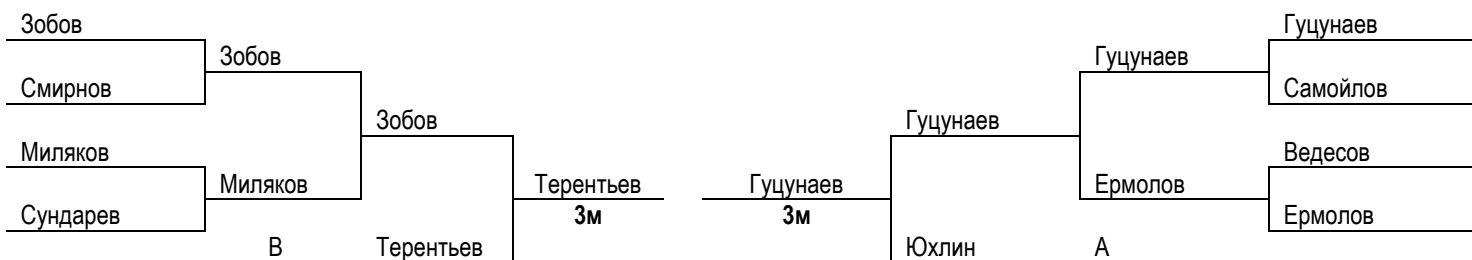 Зобов
Гуцунаев
Зобов
Гуцунаев
Смирнов
Самойлов
Зобов
Гуцунаев
Миляков
Ведесов
Миляков
Терентьев
Гуцунаев
Ермолов
Сундарев
3м
3м
Ермолов
В
Терентьев
Юхлин
А